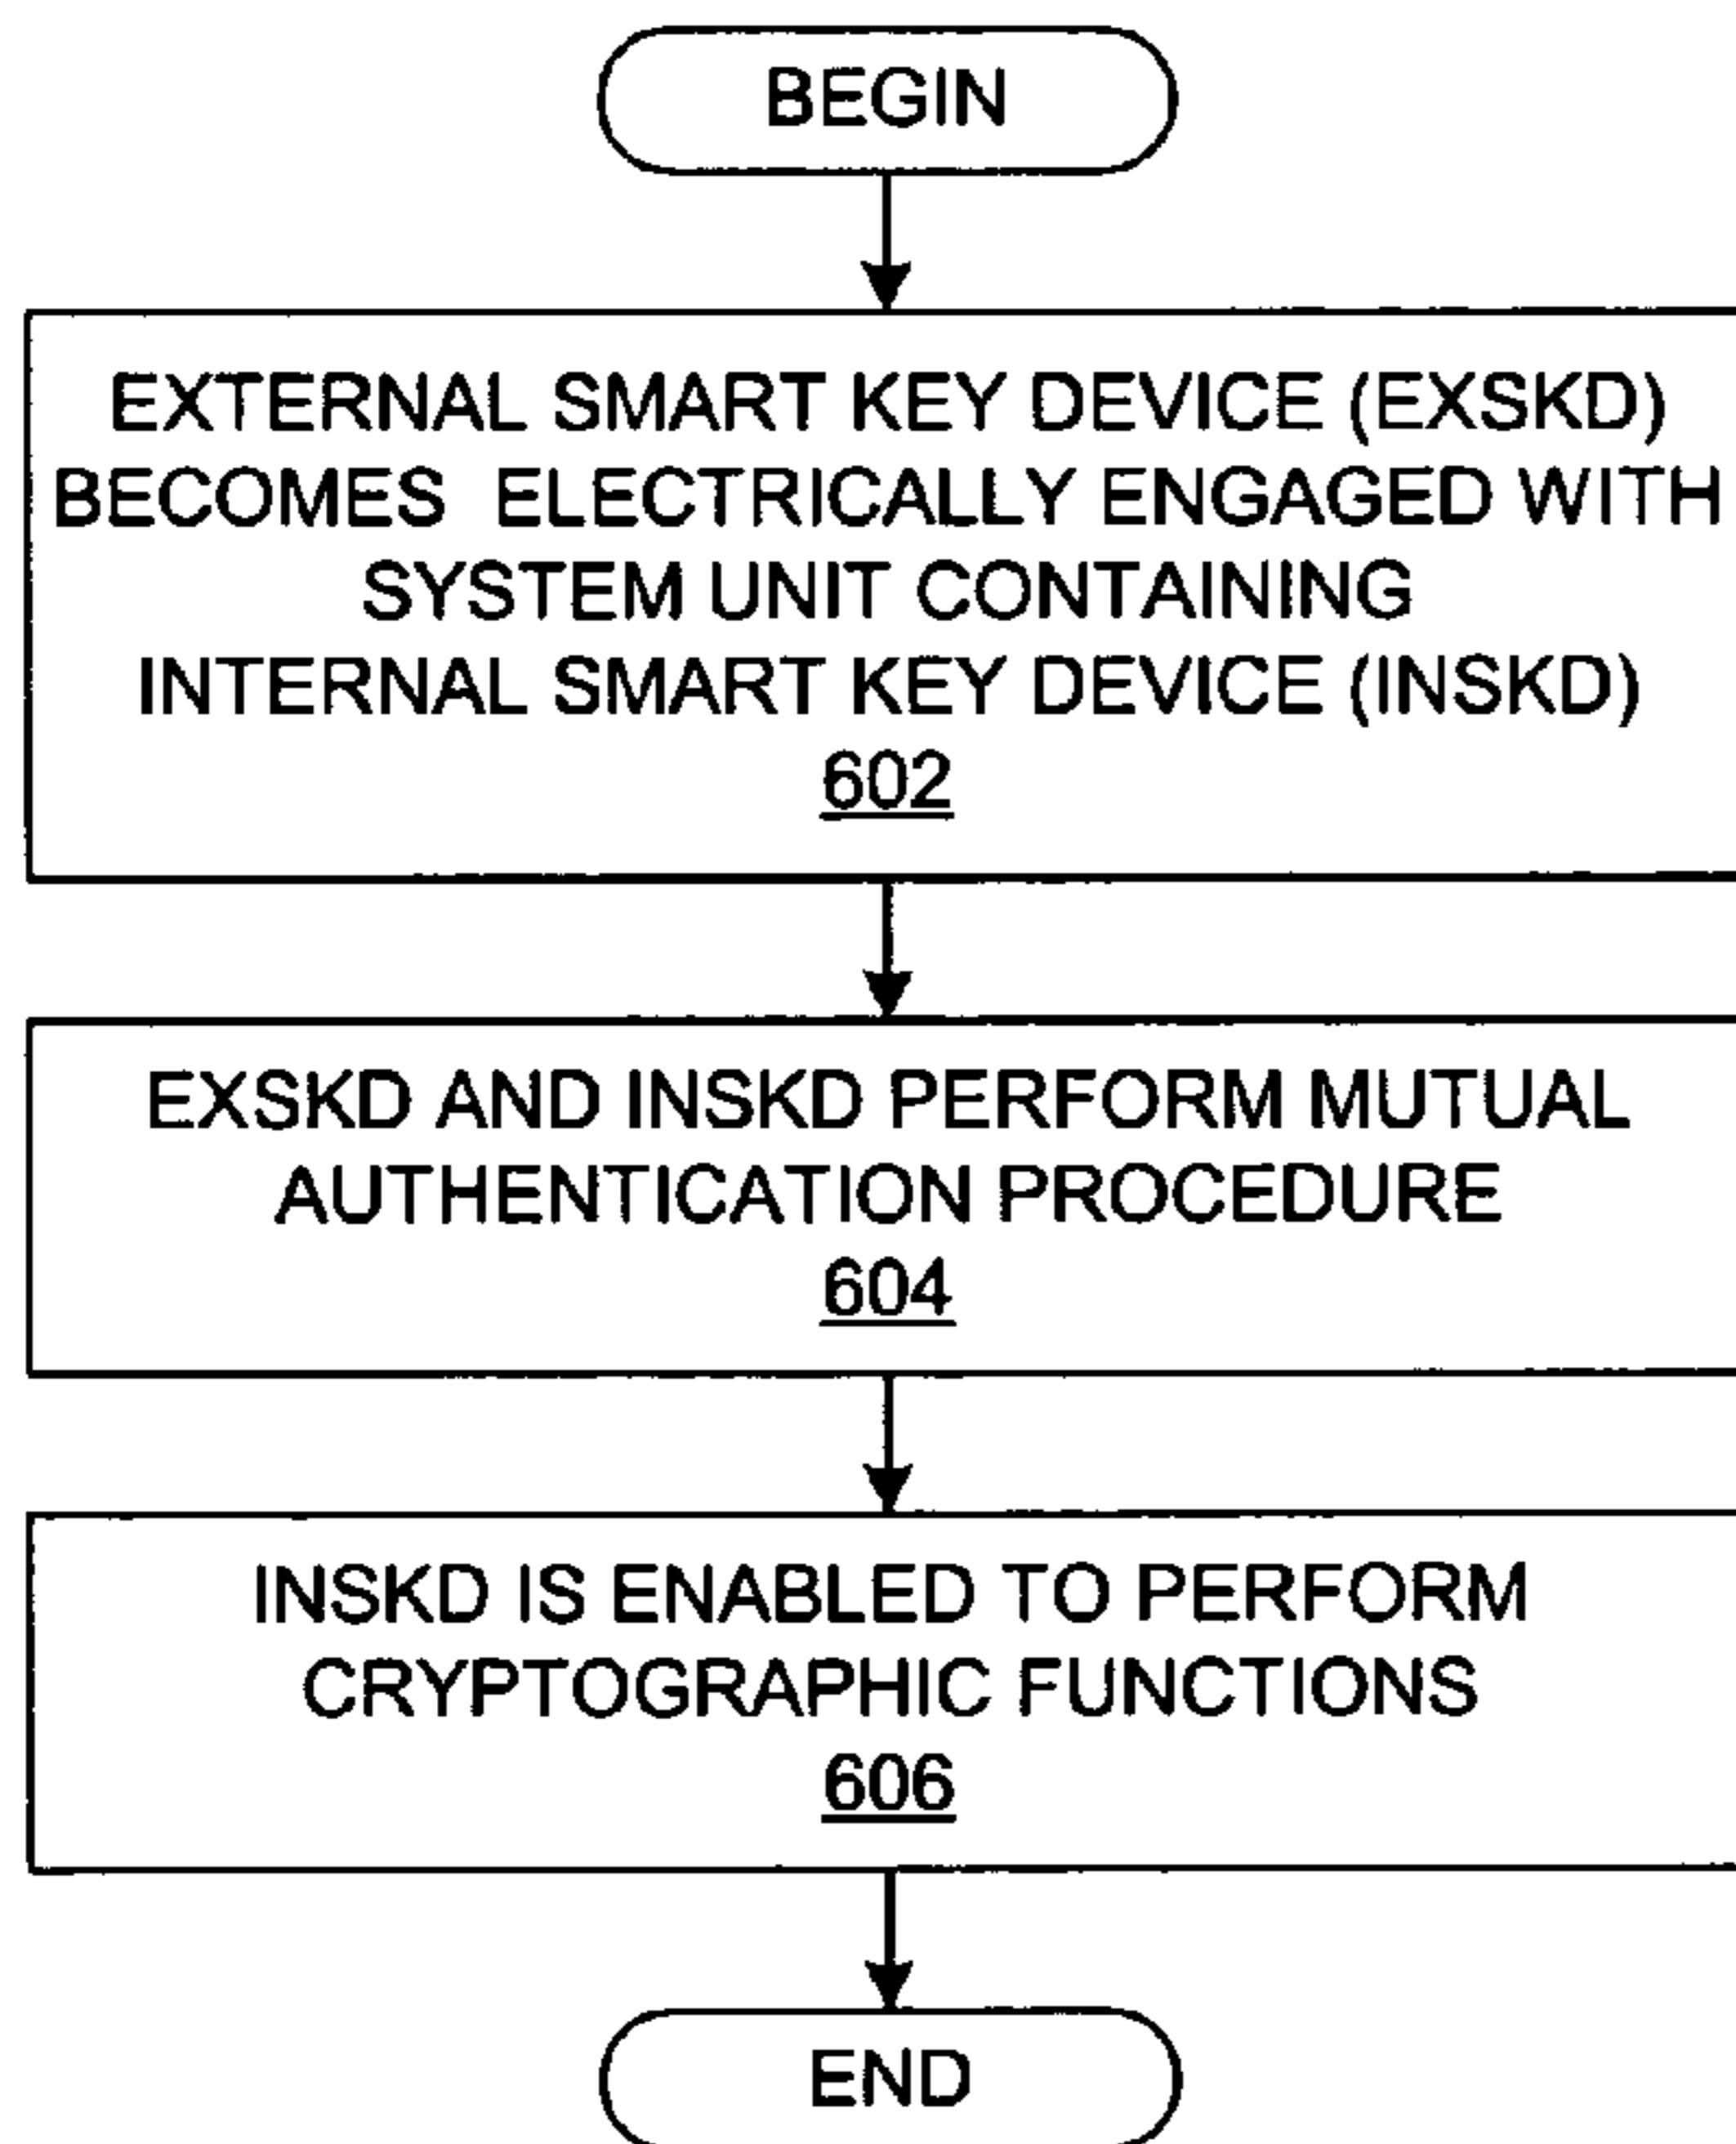 BEGIN
EXTERNAL SMART KEY DEVICE (EXSKD)
BECOMES ELECTRICALLY ENGAGED WITH
SYSTEM UNIT CONTAINING
INTERNAL SMART KEY DEVICE (INSKD)
602
EXSKD AND INSKD PERFORM MUTUAL
AUTHENTICATION PROCEDURE
604
INSKD IS ENABLED TO PERFORM
CRYPTOGRAPHIC FUNCTIONS
606
END